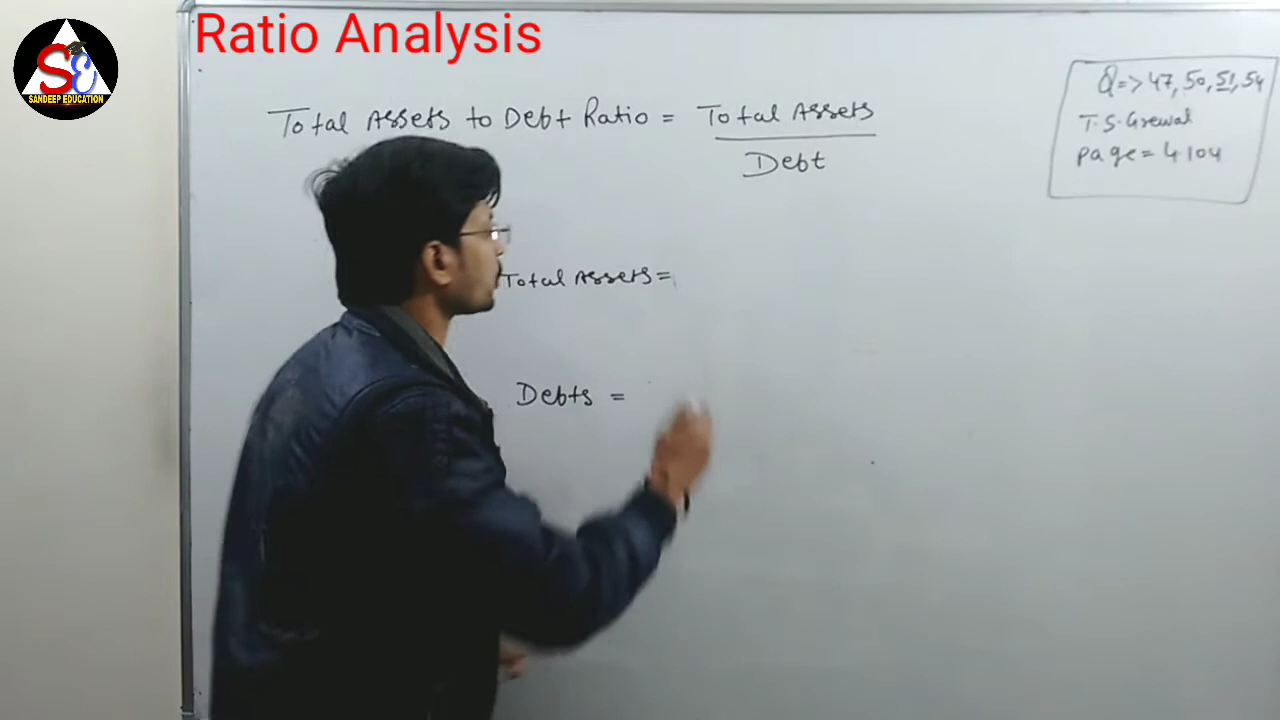 Ratio Analysis
SE
SANDEEP EDUCATION
Total Assets to Debt Ratio = Total Assets
Debt
Q => 47, 50, 51, 54
T.S. Grewal
page = 4.104
Total Assets =
Debts =